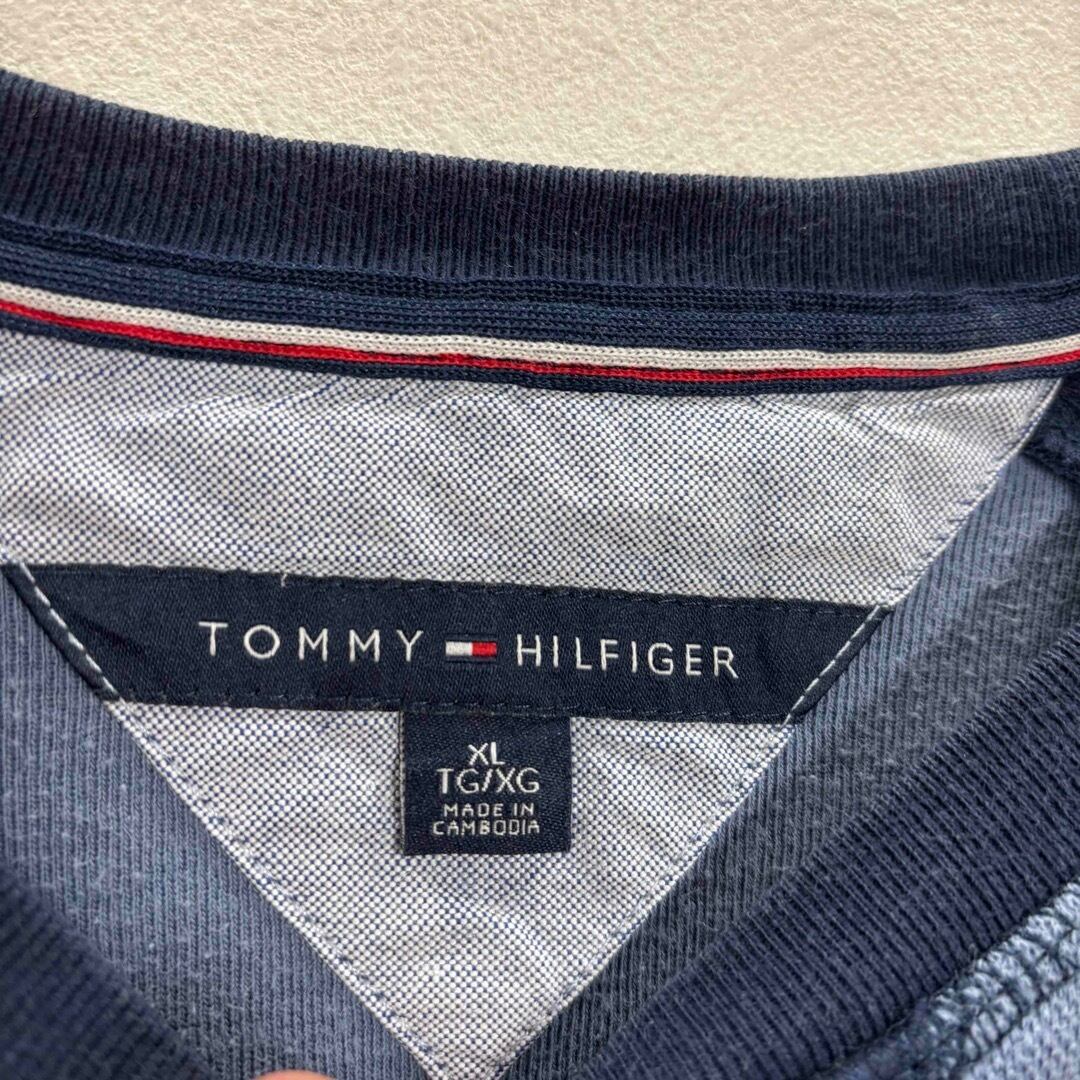 TOMMY HILFIGER
XL
TG/XG
MADE IN
CAMBODIA